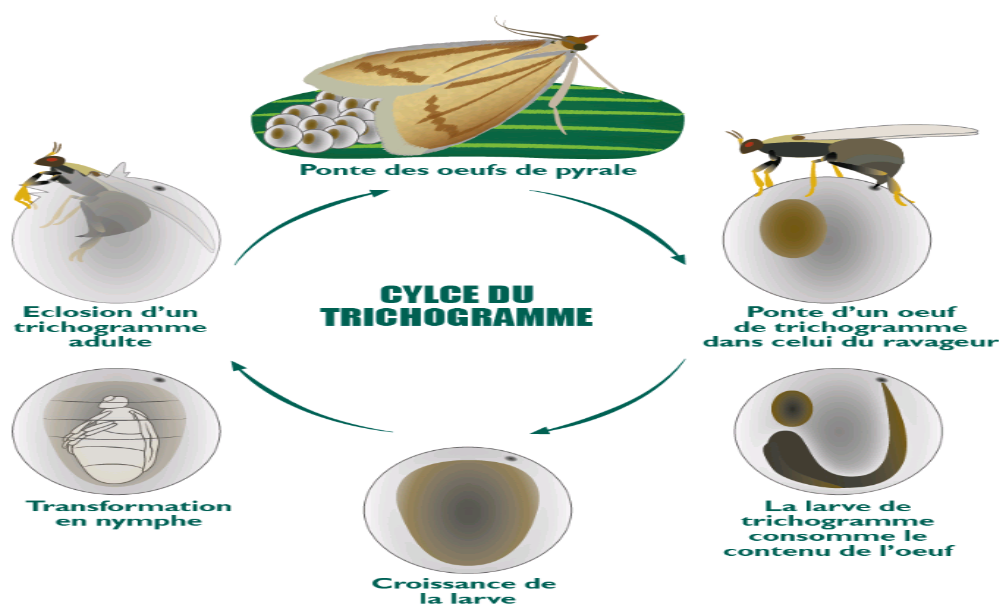 Ponte des oeufs de pyrale
CYLCE DU
TRICHOGRAMME
Ponte d'un oeuf
de trichogramme
dans celui du ravageur
La larve de
trichogramme
consomme le
contenu de l'oeuf
Croissance de
la larve
Transformation
en nymphe
Eclosion d'un
trichogramme
adulte